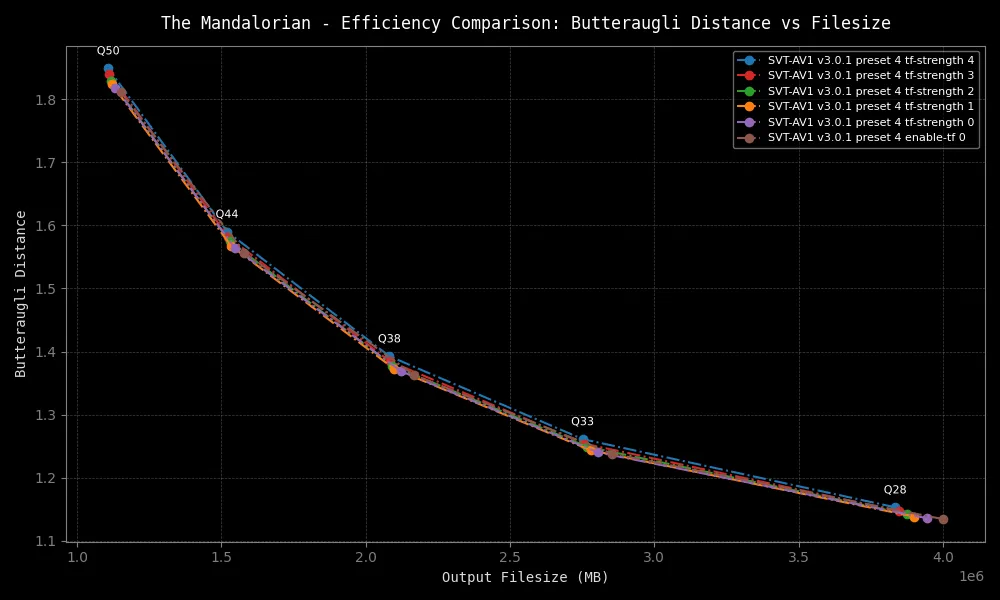 The Mandalorian - Efficiency Comparison: Butteraugli Distance vs Filesize
Q50
SVT-AV1 v3.0.1 preset 4 tf-strength 4
SVT-AV1 v3.0.1 preset 4 tf-strength 3
SVT-AV1 v3.0.1 preset 4 tf-strength 2
SVT-AV1 v3.0.1 preset 4 tf-strength 1
SVT-AV1 v3.0.1 preset 4 tf-strength 0
SVT-AV1 v3.0.1 preset 4 enable-tf 0
1.8
1.7
1.6
1.5
1.4
1.3
1.2
1.1
Butteraugli Distance
Q44
Q38
Q33
Q28
1.0
1.5
2.0
2.5
3.0
3.5
4.0
1e6
Output Filesize (MB)